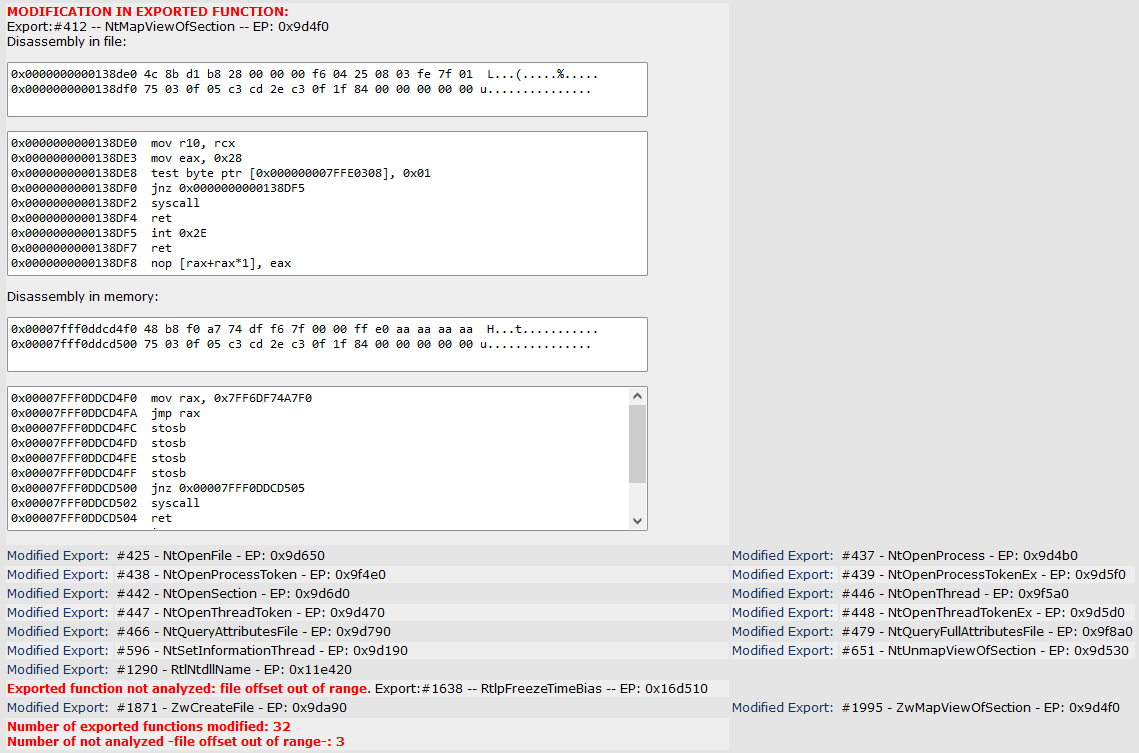 MODIFICATION IN EXPORTED FUNCTION:
Export:#412 -- NtMapViewOfSection -- EP: 0x9d4f0
Disassembly in file:
0x0000000000138de0 4c 8b d1 b8 28 00 00 00 f6 04 25 08 03 fe 7f 01 L...(.....%.....
0x0000000000138df0 75 03 0f 05 c3 cd 2e c3 0f 1f 84 00 00 00 00 00 u...............
0x0000000000138DE0 mov r10, rcx
0x0000000000138DE3 mov eax, 0x28
0x0000000000138DE8 test byte ptr [0x000000007FFE0308], 0x01
0x0000000000138DF0 jnz 0x0000000000138DF5
0x0000000000138DF2 syscall
0x0000000000138DF4 ret
0x0000000000138DF5 int 0x2E
0x0000000000138DF7 ret
0x0000000000138DF8 nop [rax+rax*1], eax
Disassembly in memory:
0x00007fff0ddcd4f0 48 b8 f0 a7 74 df f6 7f 00 00 ff e0 aa aa aa aa H...t...........
0x00007fff0ddcd500 75 03 0f 05 c3 cd 2e c3 0f 1f 84 00 00 00 00 00 u...............
0x00007FFF0DDCD4F0 mov rax, 0x7FF6DF74A7F0
0x00007FFF0DDCD4FA jmp rax
0x00007FFF0DDCD4FC stosb
0x00007FFF0DDCD4FD stosb
0x00007FFF0DDCD4FE stosb
0x00007FFF0DDCD4FF stosb
0x00007FFF0DDCD500 jnz 0x00007FFF0DDCD505
0x00007FFF0DDCD502 syscall
0x00007FFF0DDCD504 ret
Modified Export: #425 - NtOpenFile - EP: 0x9d650 Modified Export: #437 - NtOpenProcess - EP: 0x9d4b0
Modified Export: #438 - NtOpenProcessToken - EP: 0x9f4e0 Modified Export: #439 - NtOpenProcessTokenEx - EP: 0x9d5f0
Modified Export: #442 - NtOpenSection - EP: 0x9d6d0 Modified Export: #446 - NtOpenThread - EP: 0x9f5a0
Modified Export: #447 - NtOpenThreadToken - EP: 0x9d470 Modified Export: #448 - NtOpenThreadTokenEx - EP: 0x9d5d0
Modified Export: #466 - NtQueryAttributesFile - EP: 0x9d790 Modified Export: #479 - NtQueryFullAttributesFile - EP: 0x9f8a0
Modified Export: #596 - NtSetInformationThread - EP: 0x9d190 Modified Export: #651 - NtUnmapViewOfSection - EP: 0x9d530
Modified Export: #1290 - RtlNtdllName - EP: 0x11e420
Exported function not analyzed: file offset out of range. Export:#1638 -- RtlpFreezeTimeBias -- EP: 0x16d510
Modified Export: #1871 - ZwCreateFile - EP: 0x9da90 Modified Export: #1995 - ZwMapViewOfSection - EP: 0x9d4f0
Number of exported functions modified: 32
Number of not analyzed -file offset out of range-: 3